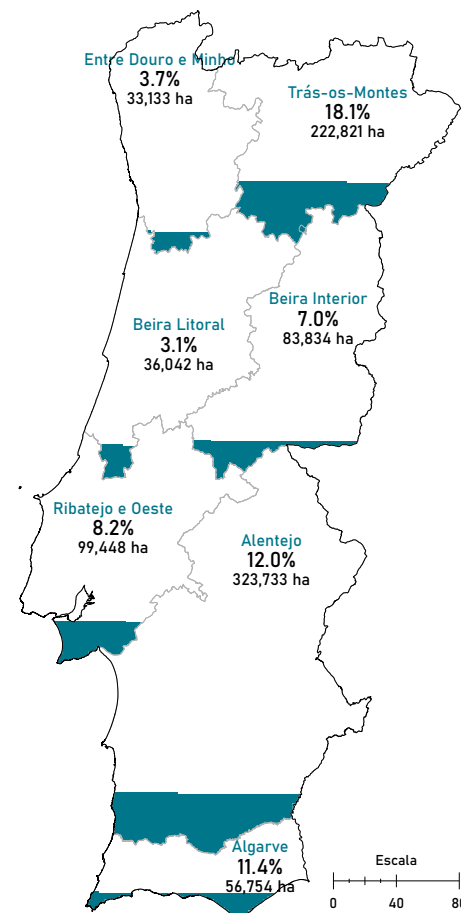 Entre Douro e Minho
3.7%
33,133 ha
Trás-os-Montes
18.1%
222,821 ha
Beira Interior
7.0%
83,834 ha
Beira Litoral
3.1%
36,042 ha
Ribatejo e Oeste
8.2%
99,448 ha
Alentejo
12.0%
323,733 ha
Algarve
11.4%
56,754 ha
Escala
0 40 80